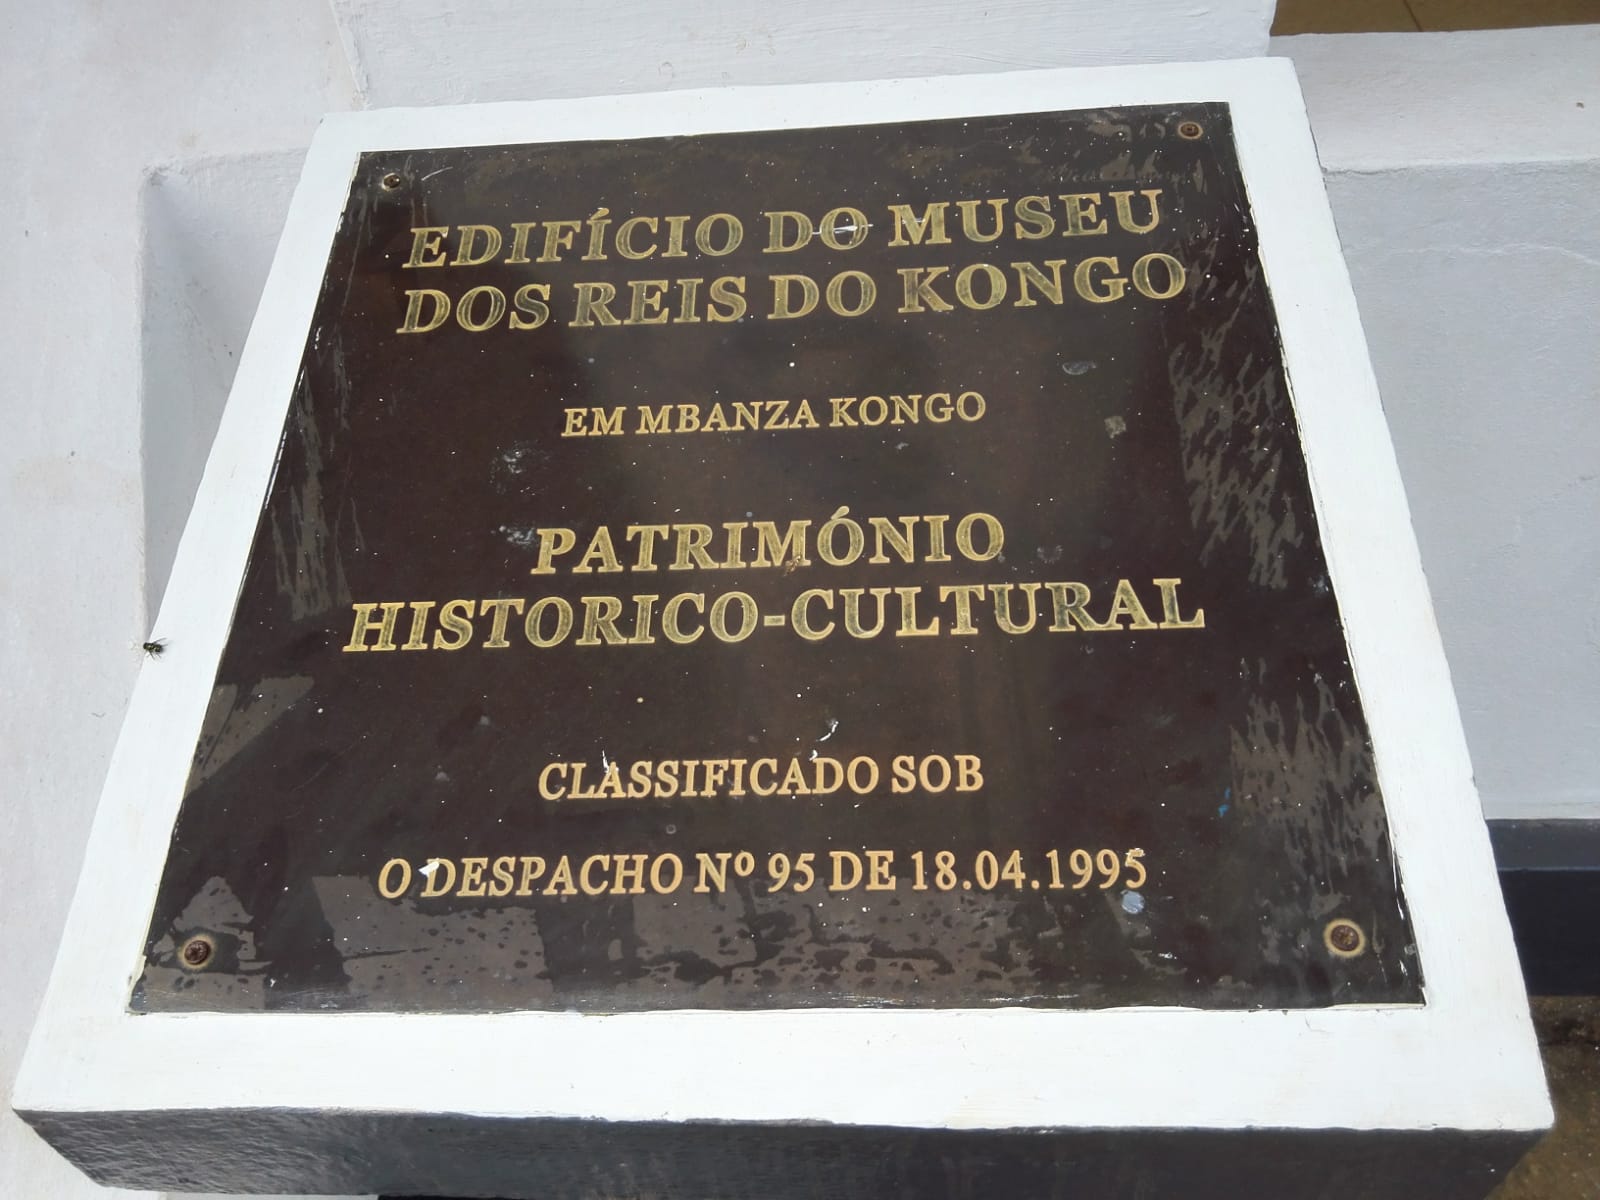 EDIFÍCIO DO MUSEU
DOS REIS DO KONGO
EM MBANZA KONGO
PATRIMÓNIO
HISTORICO-CULTURAL
CLASSIFICADO SOB
O DESPACHO Nº 95 DE 18.04.1995